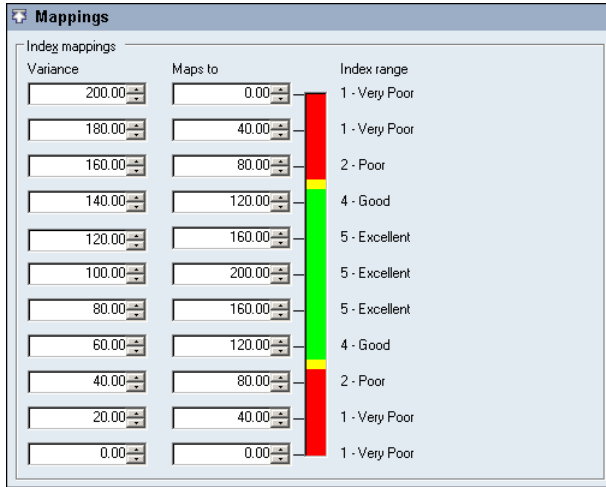 Mappings
Index mappings
Variance Maps to Index range
200.00 0.00 1 - Very Poor
180.00 40.00 1 - Very Poor
160.00 80.00 2 - Poor
140.00 120.00 4 - Good
120.00 160.00 5 - Excellent
100.00 200.00 5 - Excellent
80.00 160.00 5 - Excellent
60.00 120.00 4 - Good
40.00 80.00 2 - Poor
20.00 40.00 1 - Very Poor
0.00 0.00 1 - Very Poor